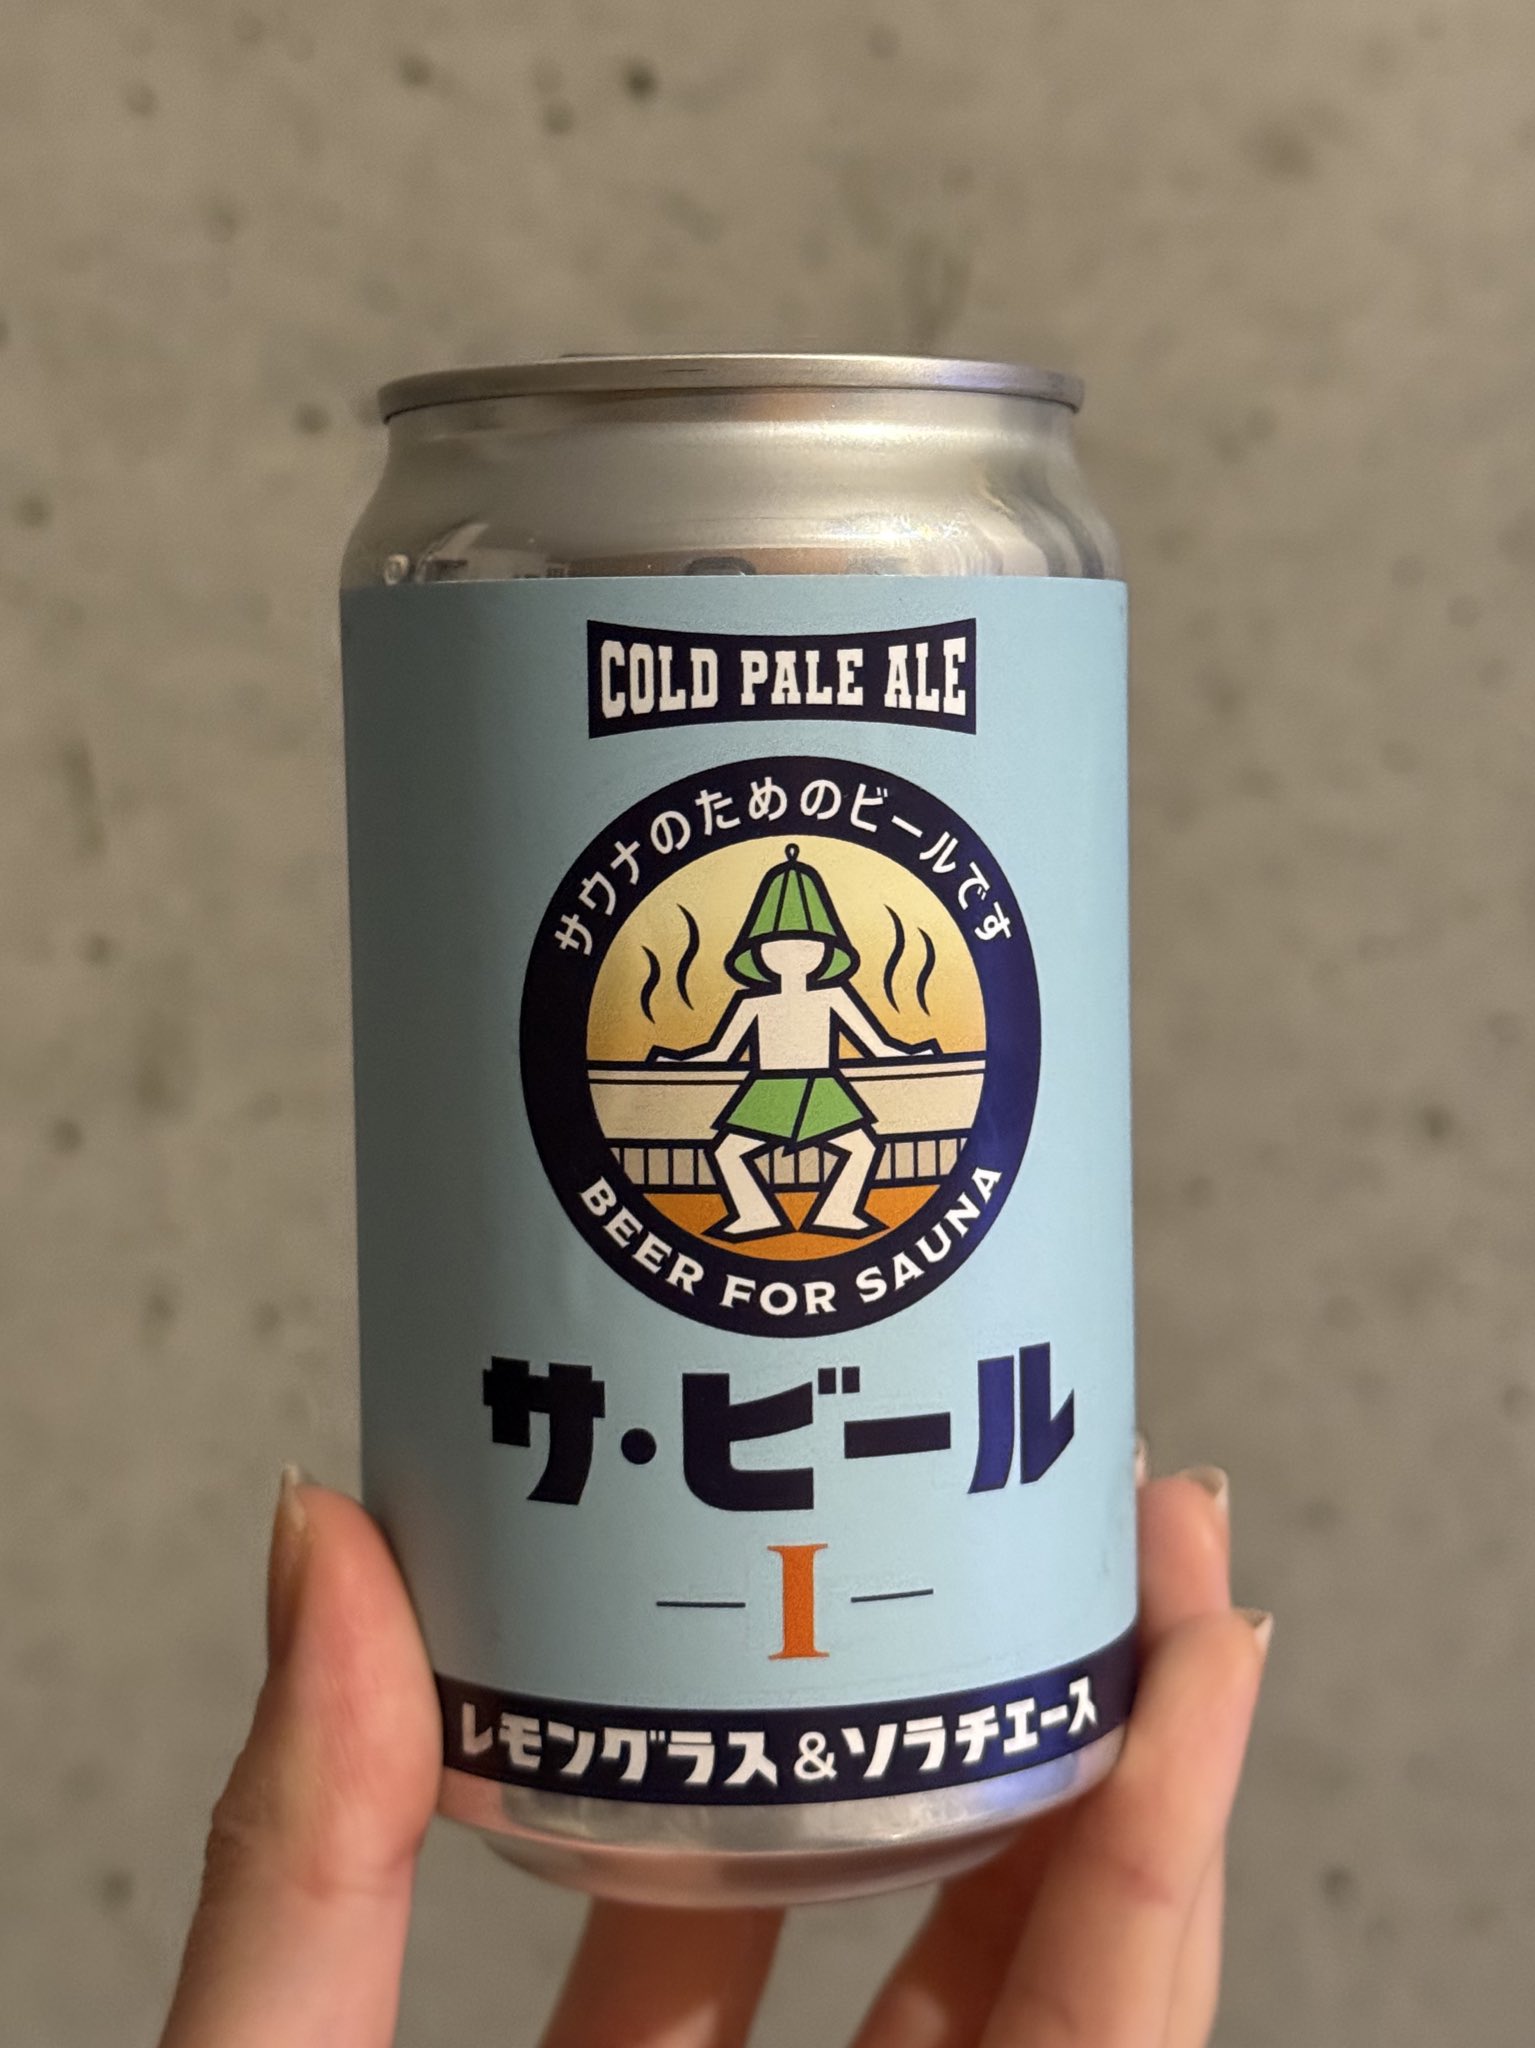 COLD PALE ALE
サウナのためのビールです
BEER FOR SAUNA
サ・ビール
I
レモングラス&ソラチエース